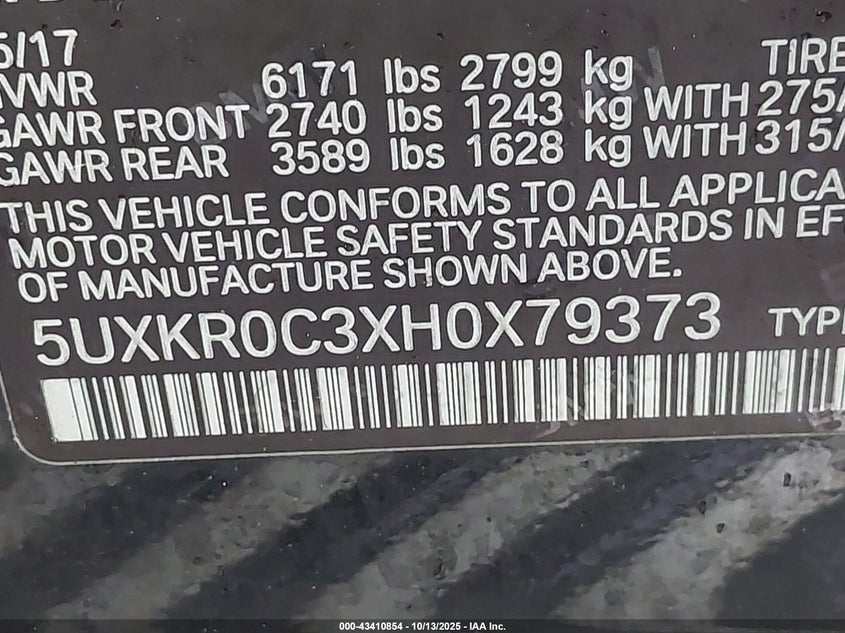 5/17
GVWR 6171 lbs 2799 kg TIRE
GAWR FRONT 2740 lbs 1243 kg WITH 275/
GAWR REAR 3589 lbs 1628 kg WITH 315/
THIS VEHICLE CONFORMS TO ALL APPLICA
MOTOR VEHICLE SAFETY STANDARDS IN EF
OF MANUFACTURE SHOWN ABOVE.
5UXKR0C3XH0X79373 TYP
000-43410854 - 10/13/2025 - IAA Inc.